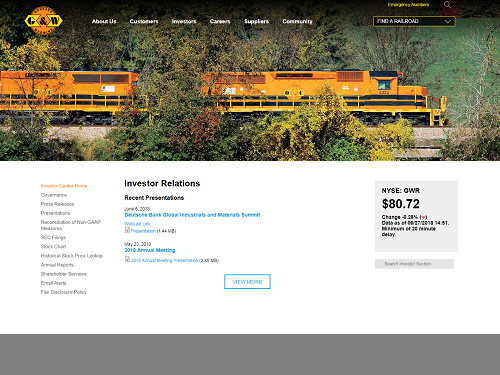 Emergency Numbers
G & W
About Us
Customers
Investors
Careers
Suppliers
Community
FIND A RAILROAD
Investor Center Home
Governance
Press Releases
Presentations
Reconciliation of Non-GAAP
Measures
SEC Filings
Stock Chart
Historical Stock Price Lookup
Annual Reports
Shareholder Services
Email Alerts
Fair Disclosure Policy
Investor Relations
Recent Presentations
June 6, 2018
Deutsche Bank Global Industrials and Materials Summit
Webcast Link
Presentation (1.44 MB)
May 23, 2018
2018 Annual Meeting
2018 Annual Meeting Presentation (2.85 MB)
VIEW MORE
NYSE: GWR
$80.72
Change -0.28% (
Data as of 06/27/2018 14:51.
Minimum of 20 minute
delay.
Search Investor Section